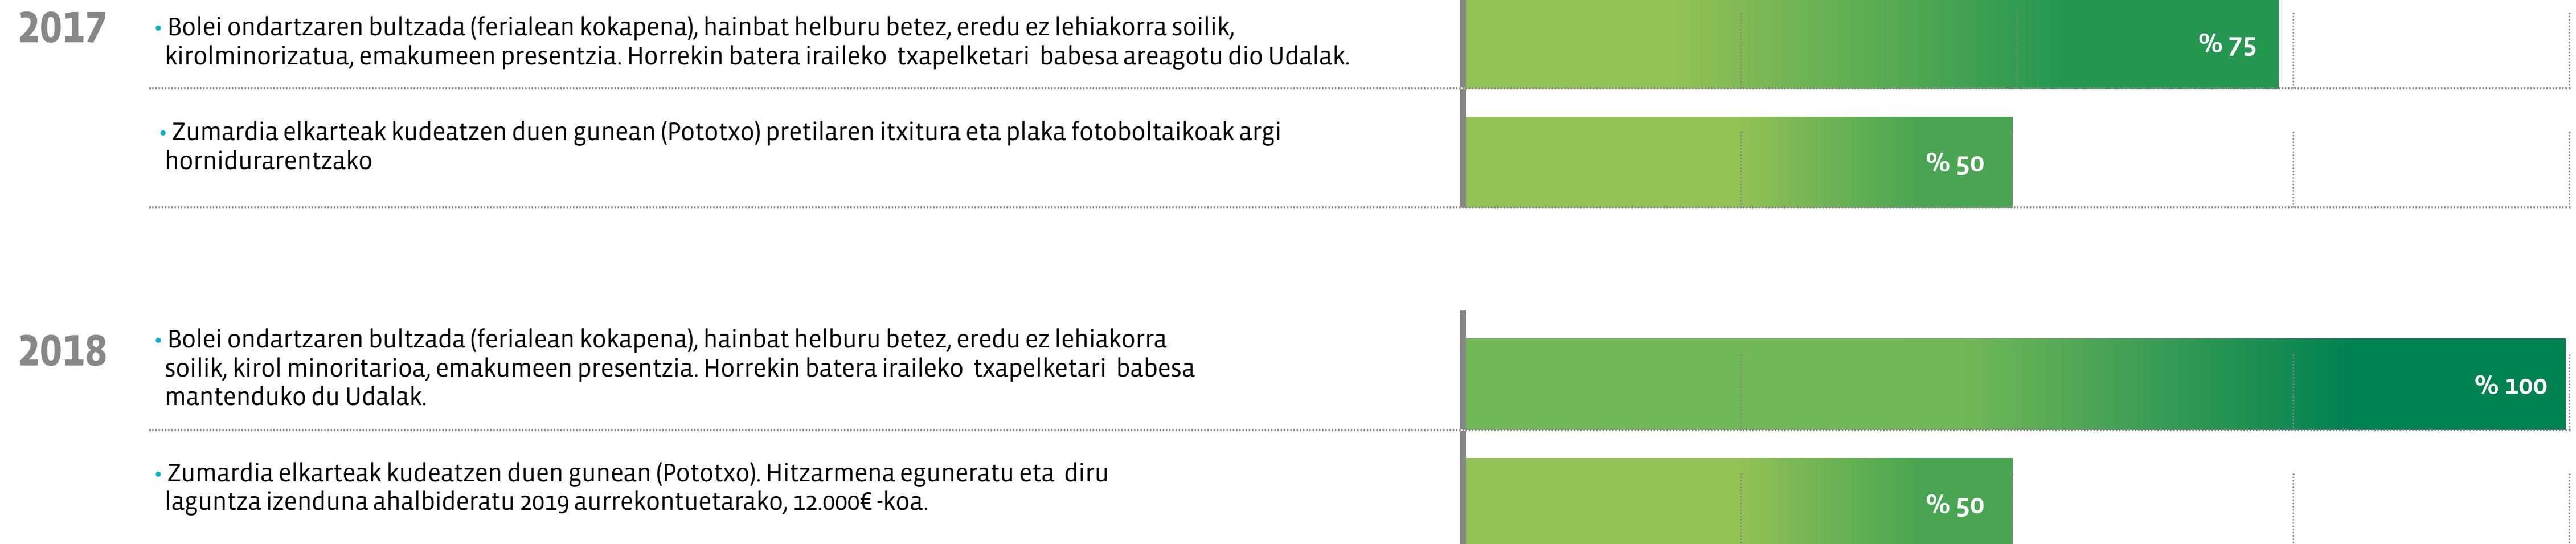 2017
• Bolei ondartzaren bultzada (ferialean kokapena), hainbat helburu betez, eredu ez lehiakorra soilik,
kirolminorizatua, emakumeen presentzia. Horrekin batera iraileko txapelketari babesa areagotu dio Udalak.
% 75
• Zumardia elkarteak kudeatzen duen gunean (Pototxo) pretilaren itxitura eta plaka fotoboltaikoak argi
hornidurarentzako
% 50
2018
• Bolei ondartzaren bultzada (ferialean kokapena), hainbat helburu betez, eredu ez lehiakorra
soilik, kirol minoritarioa, emakumeen presentzia. Horrekin batera iraileko txapelketari babesa
mantenduko du Udalak.
% 100
• Zumardia elkarteak kudeatzen duen gunean (Pototxo). Hitzarmena eguneratu eta diru
laguntza izenduna ahalbideratu 2019 aurrekontuetarako, 12.000€ -koa.
% 50